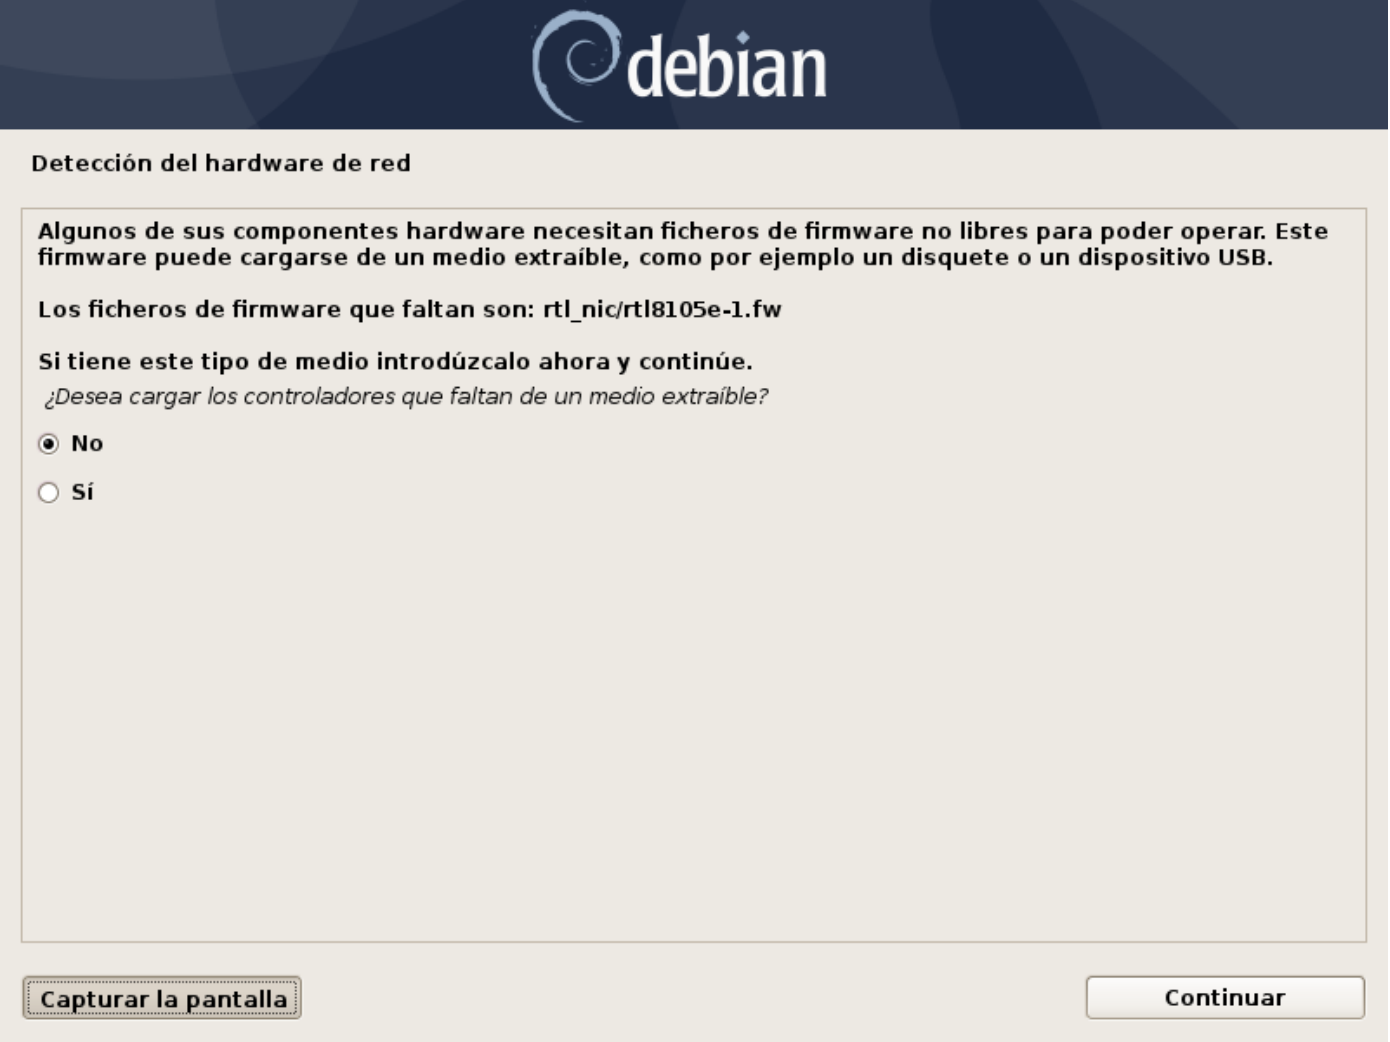 debian
Detección del hardware de red
Algunos de sus componentes hardware necesitan ficheros de firmware no libres para poder operar. Este
firmware puede cargarse de un medio extraíble, como por ejemplo un disquete o un dispositivo USB.
Los ficheros de firmware que faltan son: rtl_nic/rtl8105e-1.fw
Si tiene este tipo de medio introdúzcalo ahora y continúe.
¿Desea cargar los controladores que faltan de un medio extraíble?
No
Sí
Capturar la pantalla
Continuar